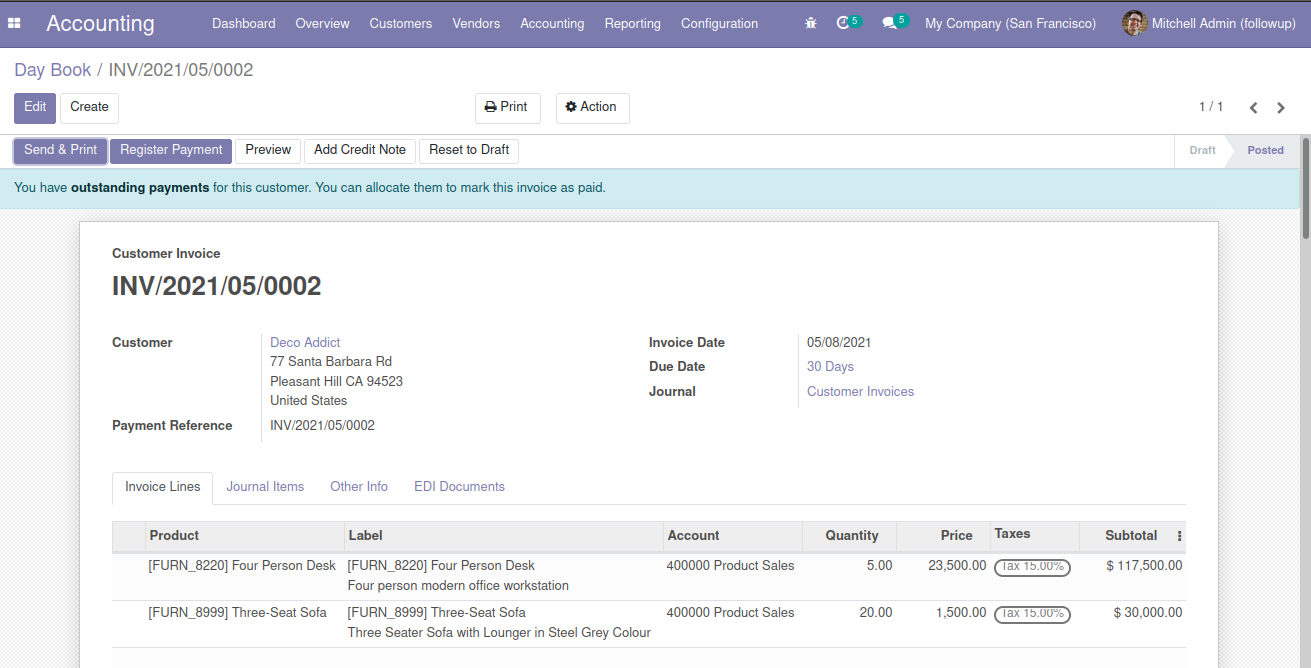 Accounting Dashboard Overview Customers Vendors Accounting Reporting Configuration 5 5 My Company (San Francisco) Mitchell Admin (followup)
Day Book / INV/2021/05/0002
Edit Create Print Action 1 / 1
Send & Print Register Payment Preview Add Credit Note Reset to Draft Draft Posted
You have outstanding payments for this customer. You can allocate them to mark this invoice as paid.
Customer Invoice
INV/2021/05/0002
Customer Deco Addict Invoice Date 05/08/2021
77 Santa Barbara Rd Due Date 30 Days
Pleasant Hill CA 94523 Journal Customer Invoices
United States
Payment Reference INV/2021/05/0002
Invoice Lines Journal Items Other Info EDI Documents
Product Label Account Quantity Price Taxes Subtotal
[FURN_8220] Four Person Desk [FURN_8220] Four Person Desk 400000 Product Sales 5.00 23,500.00 Tax 15.00% $ 117,500.00
Four person modern office workstation
[FURN_8999] Three-Seat Sofa [FURN_8999] Three-Seat Sofa 400000 Product Sales 20.00 1,500.00 Tax 15.00% $ 30,000.00
Three Seater Sofa with Lounger in Steel Grey Colour